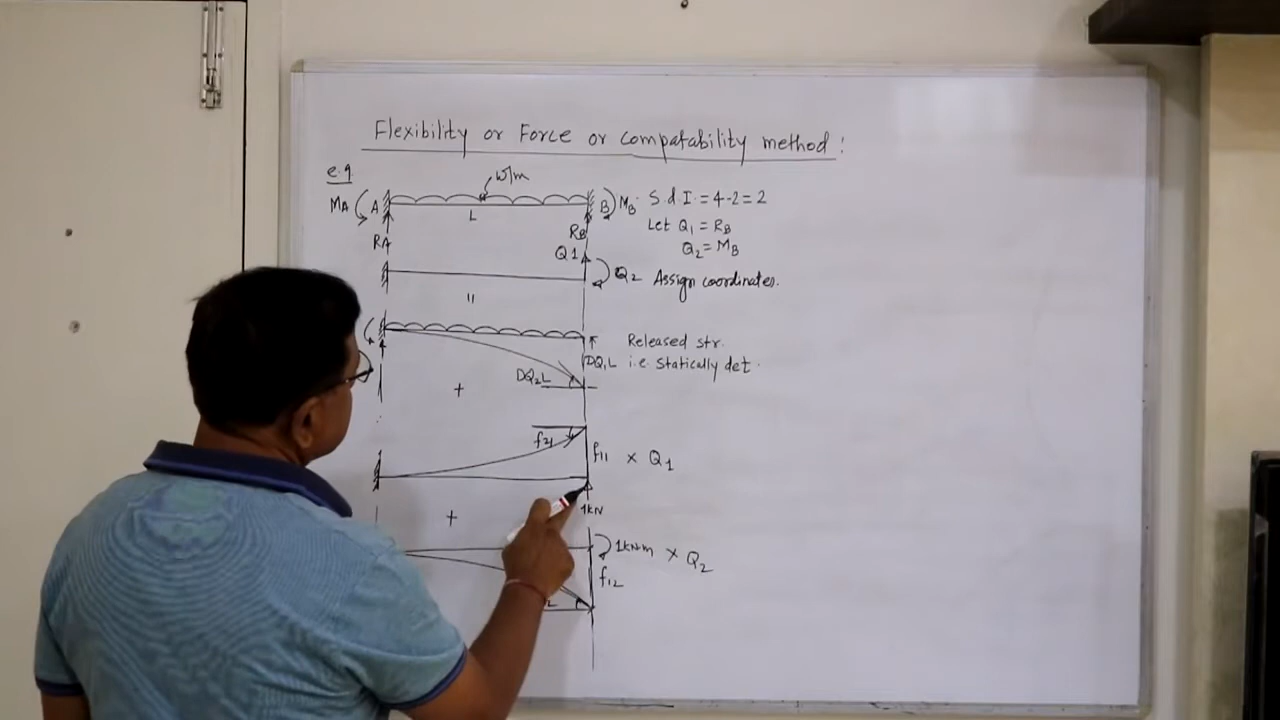 Flexibility or Force or compatability method :
e.g
w/m
MA A L B MB. S.d.I. = 4-2=2
RA RB Let Q1 = RB
Q1 Q2 = MB
Q2 Assign coordinates.
=
Released str.
DQ1L i.e. Statically det.
DQ2L
+
f21 f11 × Q1
1kN
+
1kNm × Q2
f12